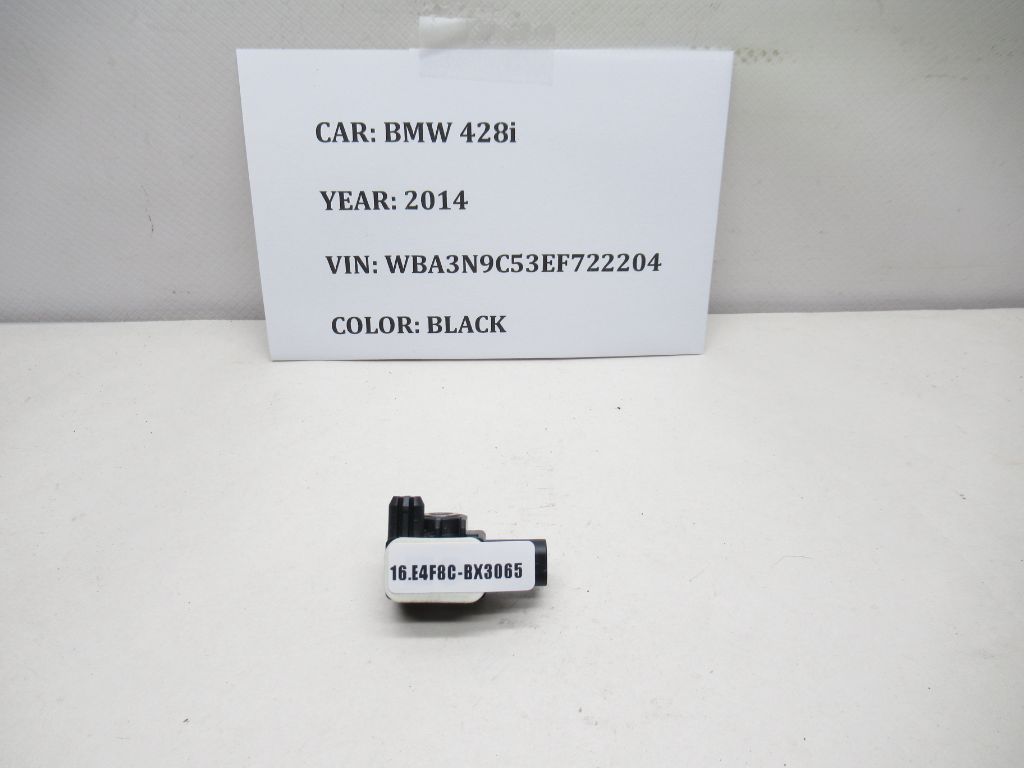 CAR: BMW 428i
YEAR: 2014
VIN: WBA3N9C53EF722204
COLOR: BLACK
16.E4F8C-BX3065